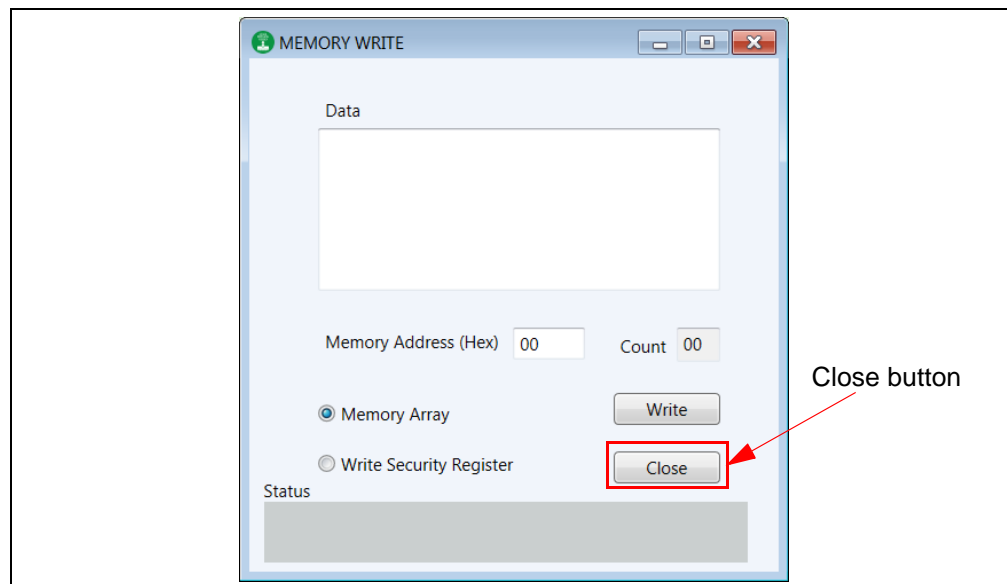 MEMORY WRITE
Data
Memory Address (Hex) 00 Count 00
Close button
Memory Array Write
Write Security Register Close
Status